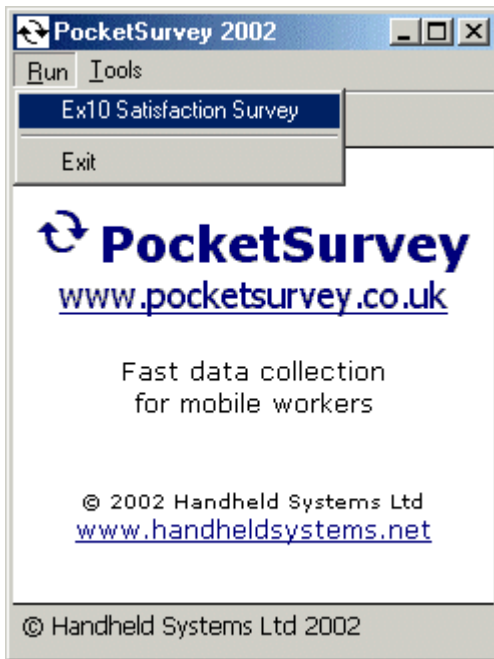 PocketSurvey 2002
Run Tools
Ex10 Satisfaction Survey
Exit
PocketSurvey
www.pocketsurvey.co.uk
Fast data collection
for mobile workers
© 2002 Handheld Systems Ltd
www.handheldsystems.net
© Handheld Systems Ltd 2002